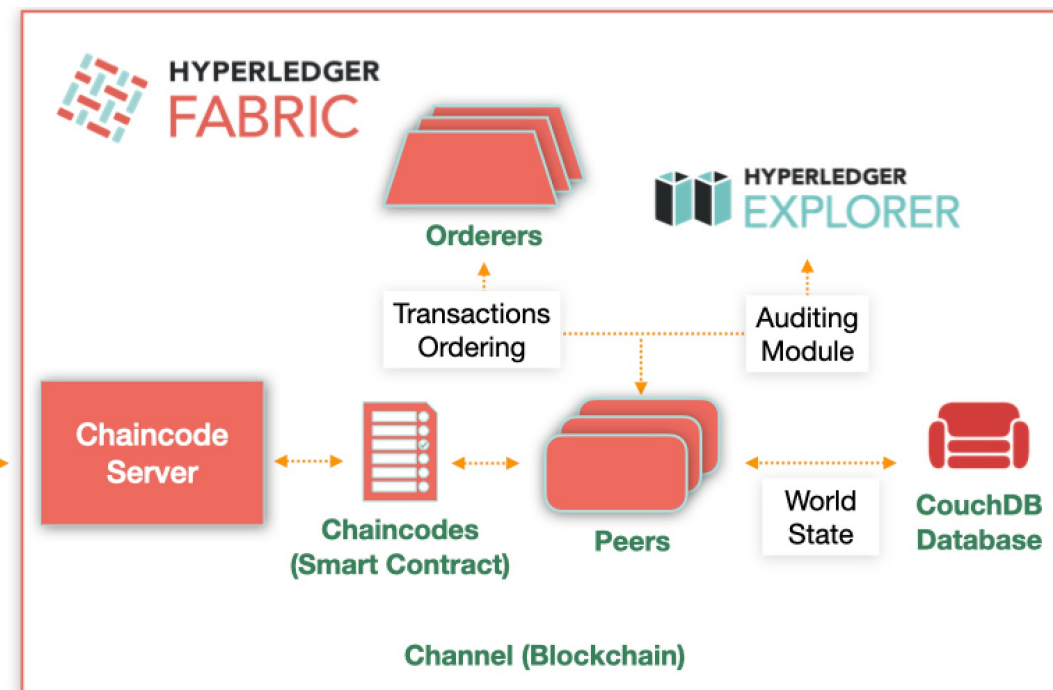 HYPERLEDGER
FABRIC
Orderers
HYPERLEDGER
EXPLORER
Transactions
Ordering
Auditing
Module
Chaincode
Server
Chaincodes
(Smart Contract)
Peers
World
State
CouchDB
Database
Channel (Blockchain)